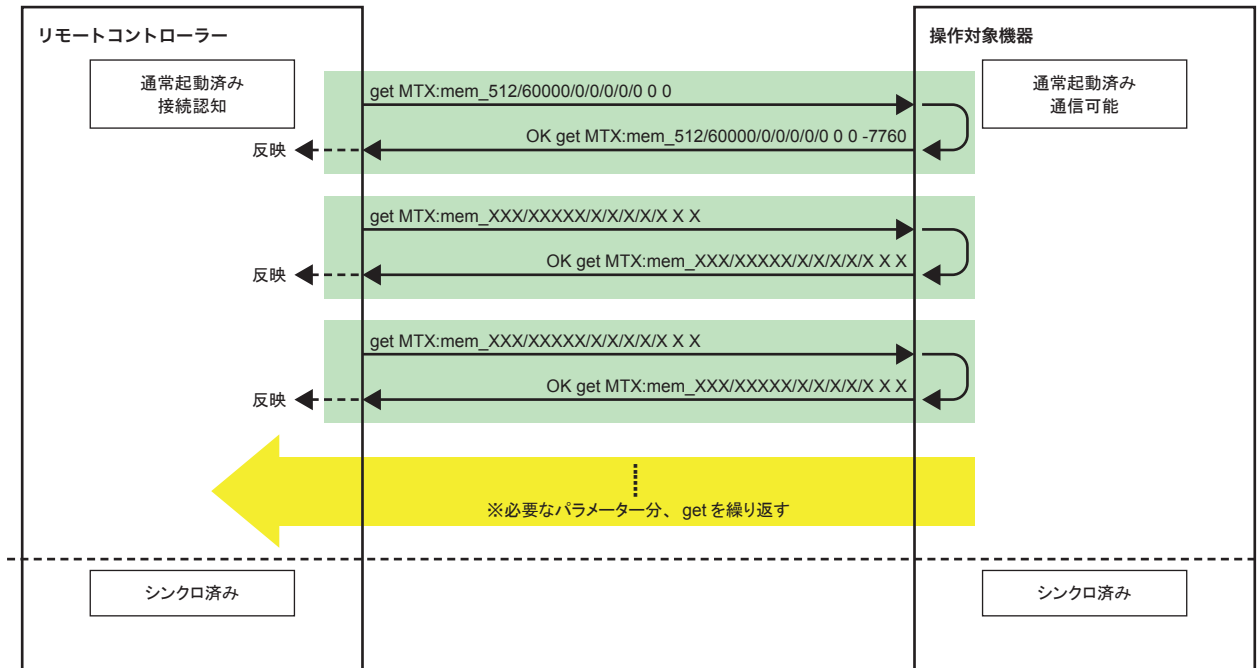 リモートコントローラー
操作対象機器
通常起動済み
接続認知
通常起動済み
通信可能
get MTX:mem_512/60000/0/0/0/0/0 0 0
OK get MTX:mem_512/60000/0/0/0/0/0 0 0 -7760
反映
get MTX:mem_XXX/XXXXX/X/X/X/X/X X X
OK get MTX:mem_XXX/XXXXX/X/X/X/X/X X X
反映
get MTX:mem_XXX/XXXXX/X/X/X/X/X X X
OK get MTX:mem_XXX/XXXXX/X/X/X/X/X X X
反映
※必要なパラメーター分、getを繰り返す
シンクロ済み
シンクロ済み